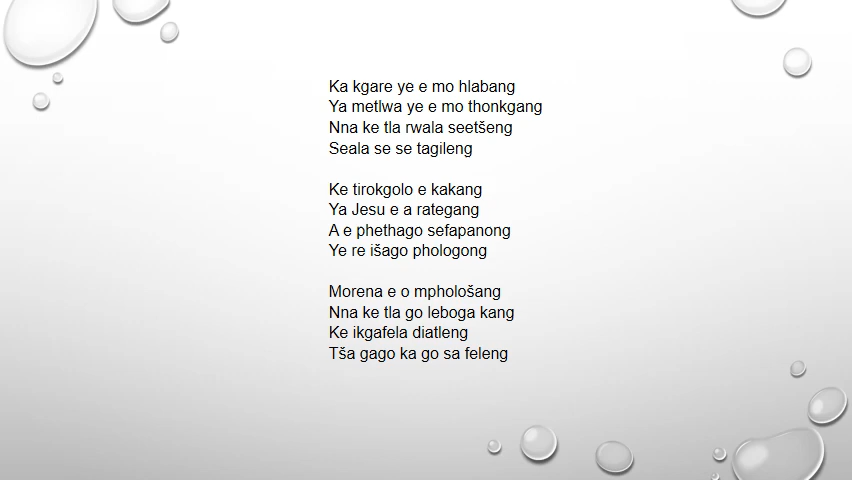 Ka kgare ye e mo hlabang
Ya metlwa ye e mo thonkgang
Nna ke tla rwala seetšeng
Seala se se tagileng

Ke tirokgolo e kakang
Ya Jesu e a rategang
A e phethago sefapanong
Ye re išago phologong

Morena e o mphološang
Nna ke tla go leboga kang
Ke ikgafela diatleng
Tša gago ka go sa feleng